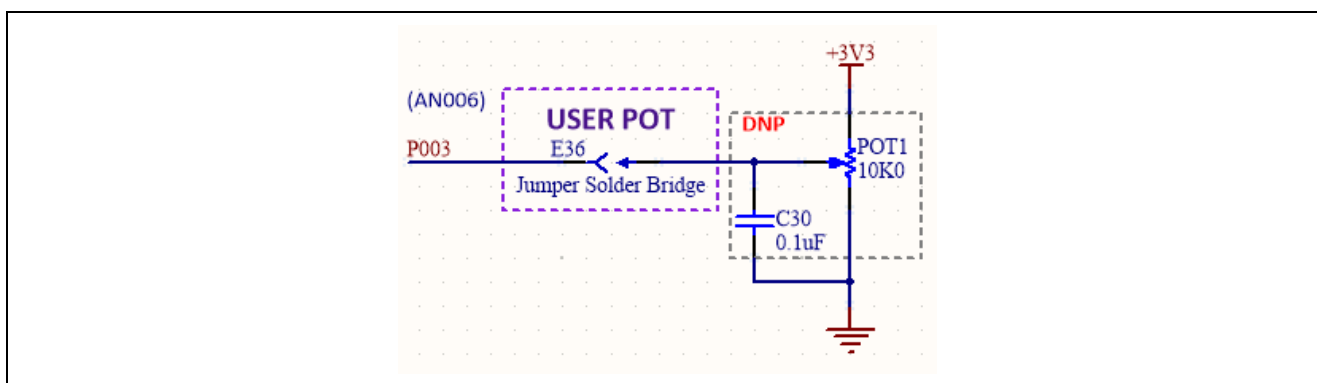 +3V3
(AN006)
USER POT
DNP
P003
E36
POT1
10K0
Jumper Solder Bridge
C30
0.1uF